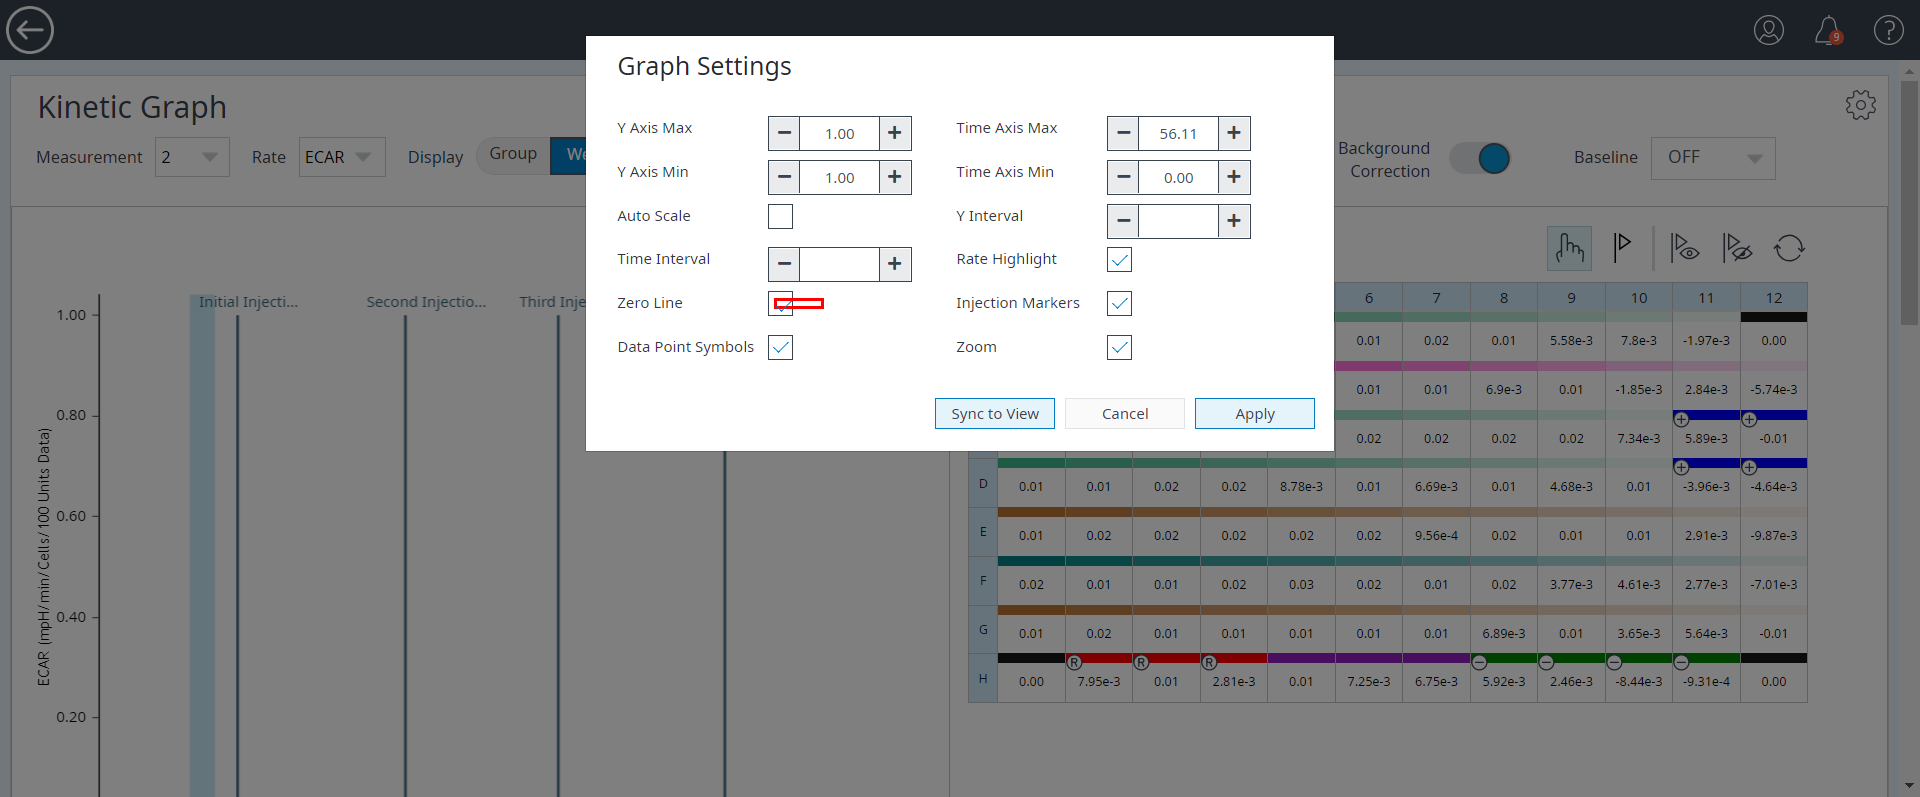 9
Kinetic Graph
Measurement 2 Rate ECAR Display Group We
Background Correction
Baseline OFF
Graph Settings
Y Axis Max 1.00 Time Axis Max 56.11
Y Axis Min 1.00 Time Axis Min 0.00
Auto Scale Y Interval
Time Interval Rate Highlight
Zero Line Injection Markers
Data Point Symbols Zoom
Sync to View Cancel Apply
Initial Injecti... Second Injectio... Third Inje
1.00
0.80
0.60
0.40
0.20
ECAR (mpH/min/Cells/100 Units Data)
6 7 8 9 10 11 12
0.01 0.02 0.01 5.58e-3 7.8e-3 -1.97e-3 0.00
0.01 0.01 6.9e-3 0.01 -1.85e-3 2.84e-3 -5.74e-3
0.02 0.02 0.02 0.02 7.34e-3 5.89e-3 -0.01
D 0.01 0.01 0.02 0.02 8.78e-3 0.01 6.69e-3 0.01 4.68e-3 0.01 -3.96e-3 -4.64e-3
E 0.01 0.02 0.02 0.02 0.02 0.02 9.56e-4 0.02 0.01 0.01 2.91e-3 -9.87e-3
F 0.02 0.01 0.01 0.02 0.03 0.02 0.01 0.02 3.77e-3 4.61e-3 2.77e-3 -7.01e-3
G 0.01 0.02 0.01 0.01 0.01 0.01 0.01 6.89e-3 0.01 3.65e-3 5.64e-3 -0.01
R R R
H 0.00 7.95e-3 0.01 2.81e-3 0.01 7.25e-3 6.75e-3 5.92e-3 2.46e-3 -8.44e-3 -9.31e-4 0.00